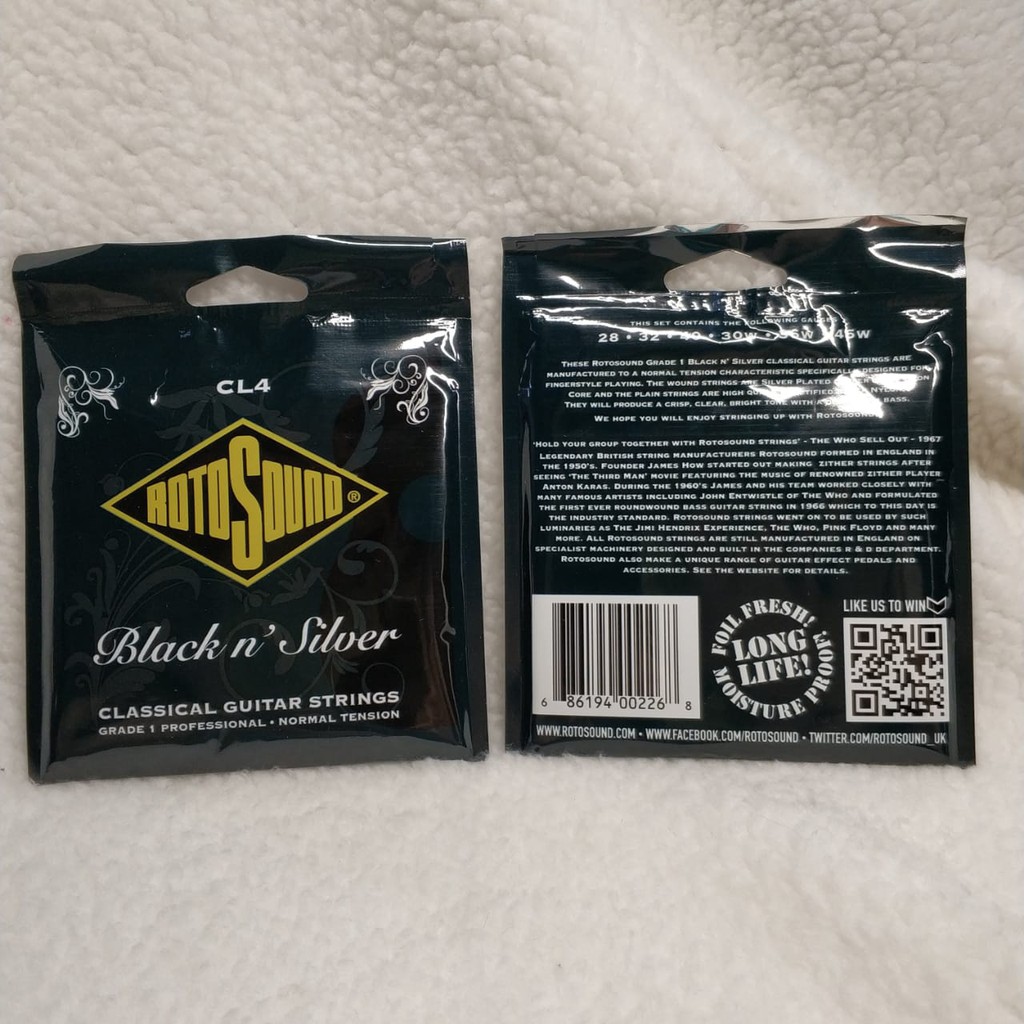 CL4
ROTOSOUND®
Black n' Silver
CLASSICAL GUITAR STRINGS
GRADE 1 PROFESSIONAL • NORMAL TENSION
THIS SET CONTAINS THE FOLLOWING GAUGES
28 • 32 • 40 • 30W • 45W
THESE ROTOSOUND GRADE 1 BLACK N' SILVER CLASSICAL GUITAR STRINGS ARE
MANUFACTURED TO A NORMAL TENSION CHARACTERISTIC SPECIFICALLY DESIGNED FOR
FINGERSTYLE PLAYING. THE WOUND STRINGS ARE SILVER PLATED
CORE AND THE PLAIN STRINGS ARE HIGH
THEY WILL PRODUCE A CRISP, CLEAR, BRIGHT TONE WITH A BASS.
WE HOPE YOU WILL ENJOY STRINGING UP WITH ROTOSOUND
'HOLD YOUR GROUP TOGETHER WITH ROTOSOUND STRINGS' - THE WHO SELL OUT - 1967
LEGENDARY BRITISH STRING MANUFACTURERS ROTOSOUND FORMED IN ENGLAND IN
THE 1950'S. FOUNDER JAMES HOW STARTED OUT MAKING ZITHER STRINGS AFTER
SEEING 'THE THIRD MAN' MOVIE FEATURING THE MUSIC OF RENOWNED ZITHER PLAYER
ANTON KARAS. DURING THE 1960'S JAMES AND HIS TEAM WORKED CLOSELY WITH
MANY FAMOUS ARTISTS INCLUDING JOHN ENTWISTLE OF THE WHO AND FORMULATED
THE FIRST EVER ROUNDWOUND BASS GUITAR STRING IN 1966 WHICH TO THIS DAY IS
THE INDUSTRY STANDARD. ROTOSOUND STRINGS WENT ON TO BE USED BY SUCH
LUMINARIES AS THE JIMI HENDRIX EXPERIENCE, THE WHO, PINK FLOYD AND MANY
MORE. ALL ROTOSOUND STRINGS ARE STILL MANUFACTURED IN ENGLAND ON
SPECIALIST MACHINERY DESIGNED AND BUILT IN THE COMPANIES R & D DEPARTMENT.
ROTOSOUND ALSO MAKE A UNIQUE RANGE OF GUITAR EFFECT PEDALS AND
ACCESSORIES. SEE THE WEBSITE FOR DETAILS.
6 86194 00226 8
FOIL FRESH!
LONG
LIFE!
MOISTURE PROOF!
LIKE US TO WIN
WWW.ROTOSOUND.COM • WWW.FACEBOOK.COM/ROTOSOUND • TWITTER.COM/ROTOSOUND_UK